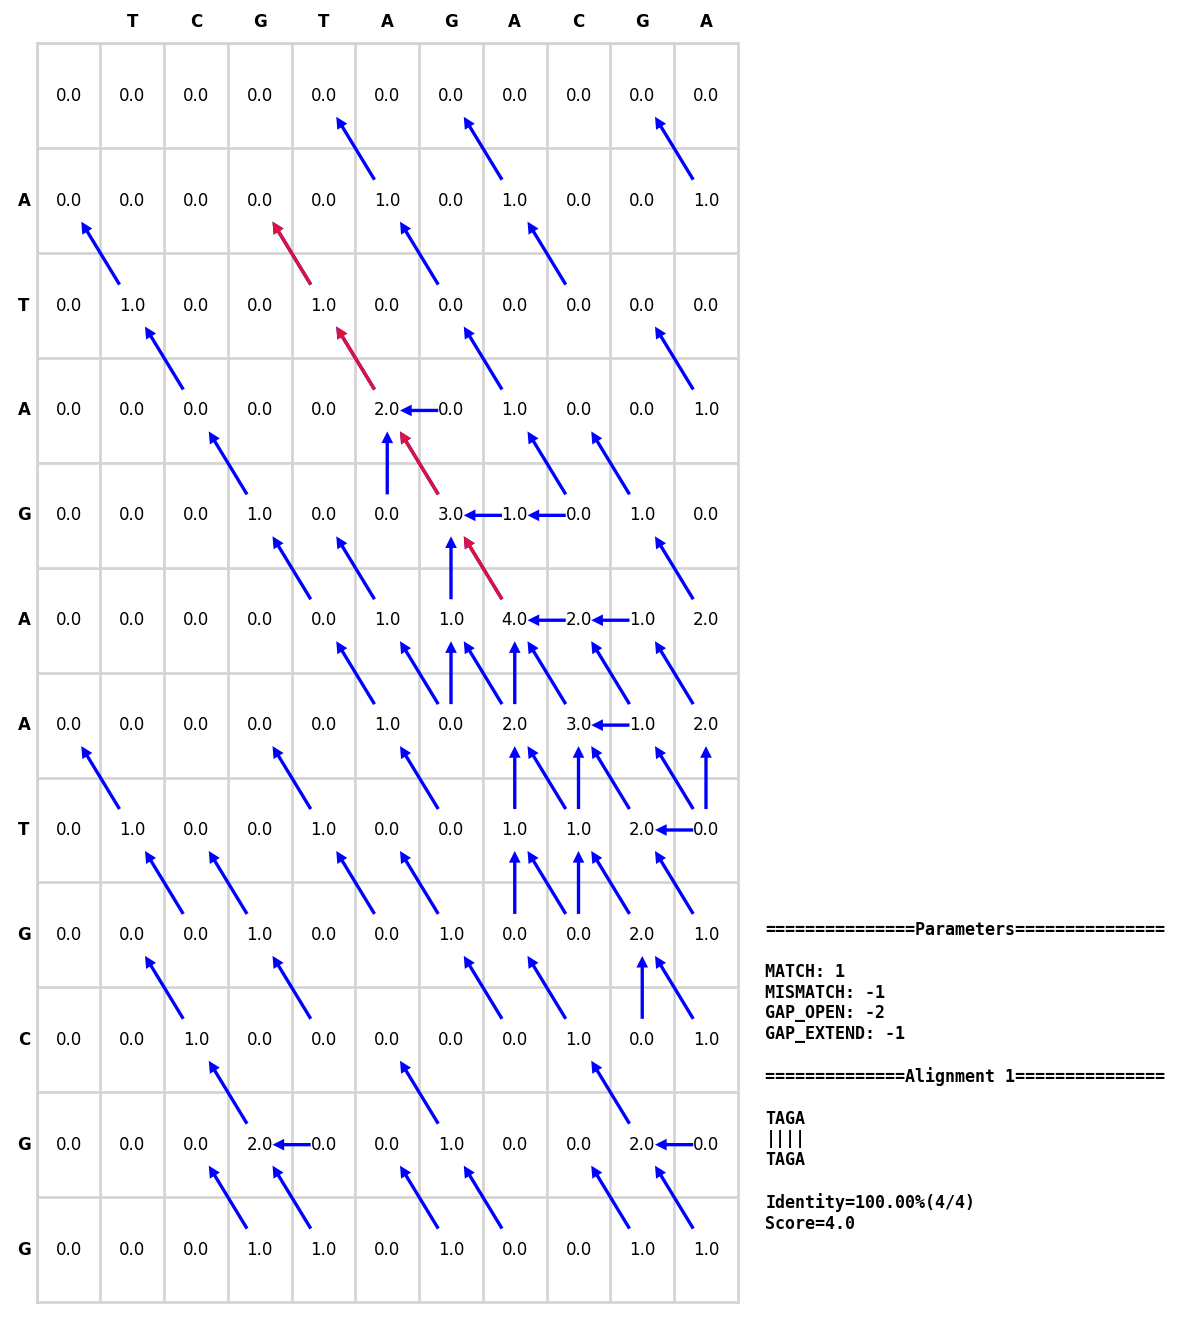 T C G T A G A C G A
0.0 0.0 0.0 0.0 0.0 0.0 0.0 0.0 0.0 0.0 0.0
A 0.0 0.0 0.0 0.0 0.0 1.0 0.0 1.0 0.0 0.0 1.0
T 0.0 1.0 0.0 0.0 1.0 0.0 0.0 0.0 0.0 0.0 0.0
A 0.0 0.0 0.0 0.0 0.0 2.0 0.0 1.0 0.0 0.0 1.0
G 0.0 0.0 0.0 1.0 0.0 0.0 3.0 1.0 0.0 1.0 0.0
A 0.0 0.0 0.0 0.0 0.0 1.0 1.0 4.0 2.0 1.0 2.0
A 0.0 0.0 0.0 0.0 0.0 1.0 0.0 2.0 3.0 1.0 2.0
T 0.0 1.0 0.0 0.0 1.0 0.0 0.0 1.0 1.0 2.0 0.0
G 0.0 0.0 0.0 1.0 0.0 0.0 1.0 0.0 0.0 2.0 1.0
C 0.0 0.0 1.0 0.0 0.0 0.0 0.0 0.0 1.0 0.0 1.0
G 0.0 0.0 0.0 2.0 0.0 0.0 1.0 0.0 0.0 2.0 0.0
G 0.0 0.0 0.0 1.0 1.0 0.0 1.0 0.0 0.0 1.0 1.0
===============Parameters===============
MATCH: 1
MISMATCH: -1
GAP_OPEN: -2
GAP_EXTEND: -1
==============Alignment 1===============
TAGA
||||
TAGA
Identity=100.00%(4/4)
Score=4.0